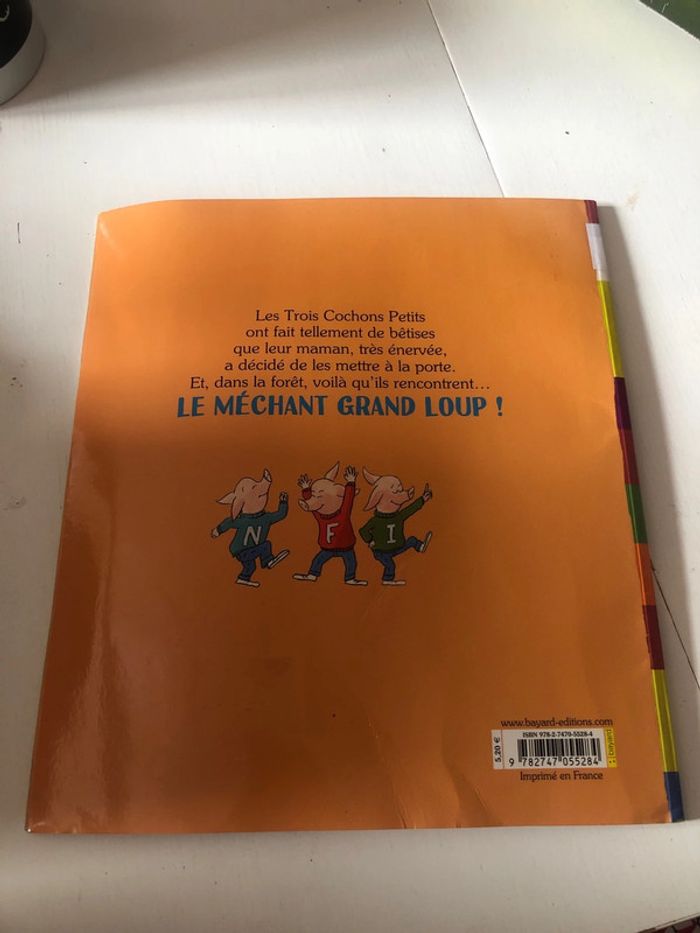 Les Trois Cochons Petits
ont fait tellement de bêtises
que leur maman, très énervée,
a décidé de les mettre à la porte.
Et, dans la forêt, voilà qu'ils rencontrent...
LE MÉCHANT GRAND LOUP !
N F I
www.bayard-editions.com
ISBN 978-2-7470-5528-4
5,20 €
bayard
9 782747 055284
Imprimé en France